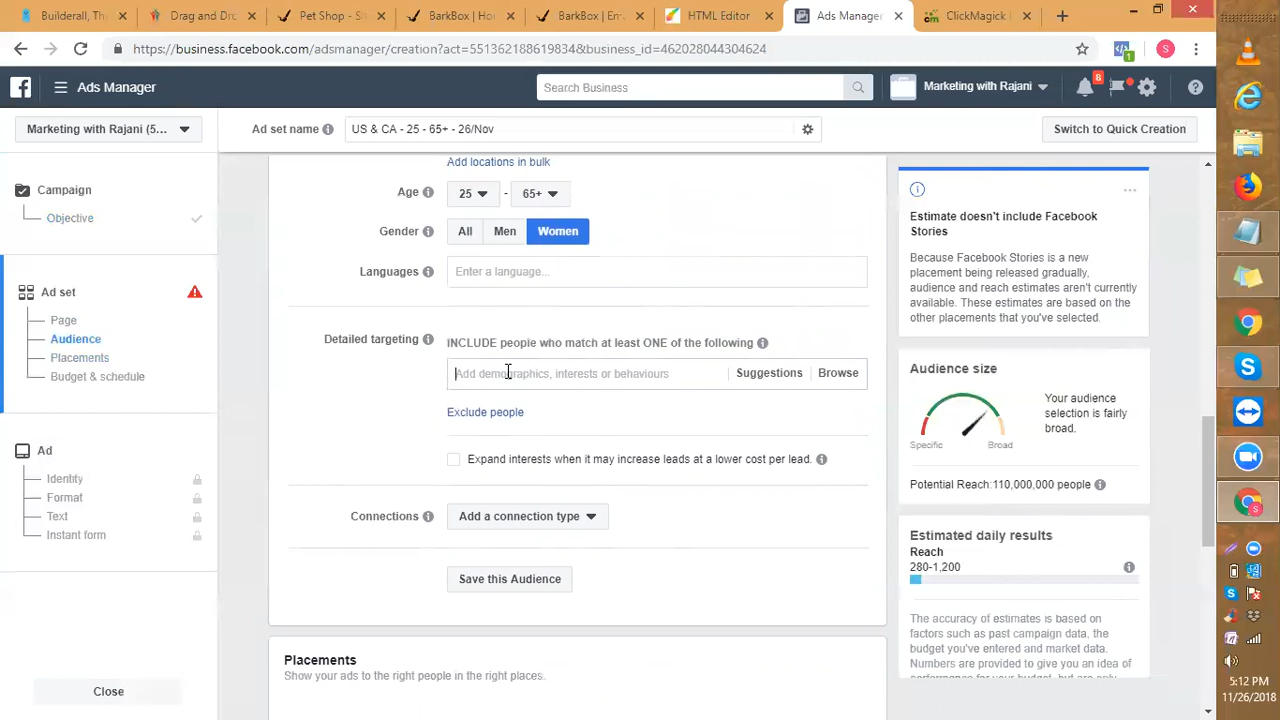 Builderall, Th
Drag and Dro
Pet Shop - Sh
BarkBox | Ho
BarkBox | Em
HTML Editor
Ads Manager
ClickMagick |
https://business.facebook.com/adsmanager/creation?act=551362188619834&business_id=462028044304624
Ads Manager
Search Business
Marketing with Rajani
8
Marketing with Rajani (5...
Ad set name
US & CA - 25 - 65+ - 26/Nov
Switch to Quick Creation
Campaign
Objective
Ad set
Page
Audience
Placements
Budget & schedule
Ad
Identity
Format
Text
Instant form
Close
Add locations in bulk
Age
25 - 65+
Gender
All
Men
Women
Languages
Enter a language...
Detailed targeting
INCLUDE people who match at least ONE of the following
Add demographics, interests or behaviours
Suggestions
Browse
Exclude people
Expand interests when it may increase leads at a lower cost per lead.
Connections
Add a connection type
Save this Audience
Placements
Show your ads to the right people in the right places.
Estimate doesn't include Facebook
Stories
Because Facebook Stories is a new
placement being released gradually,
audience and reach estimates aren't currently
available. These estimates are based on the
other placements that you've selected.
Audience size
Your audience
selection is fairly
broad.
Specific
Broad
Potential Reach:110,000,000 people
Estimated daily results
Reach
280-1,200
The accuracy of estimates is based on
factors such as past campaign data, the
budget you've entered and market data.
Numbers are provided to give you an idea of
performance for your budget, but are only
5:12 PM
11/26/2018